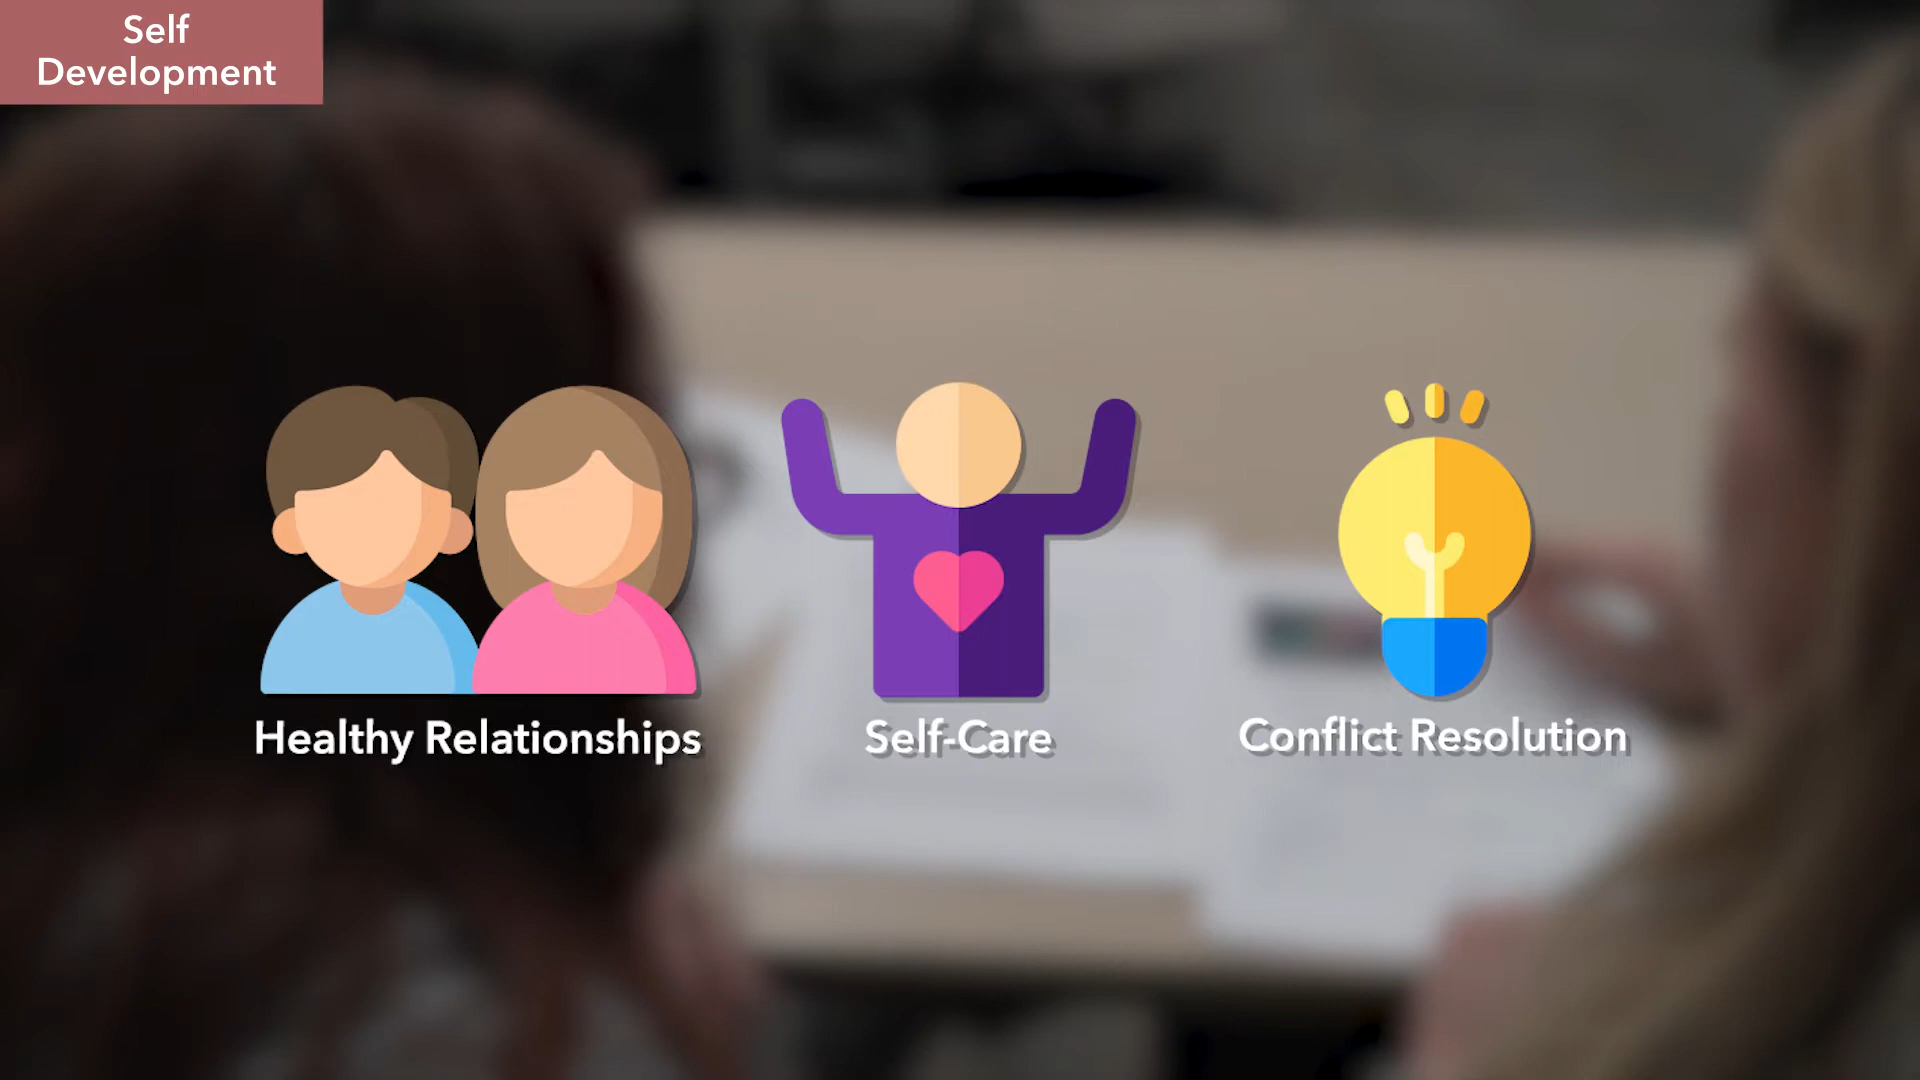 Self
Development
Healthy Relationships
Self-Care
Conflict Resolution